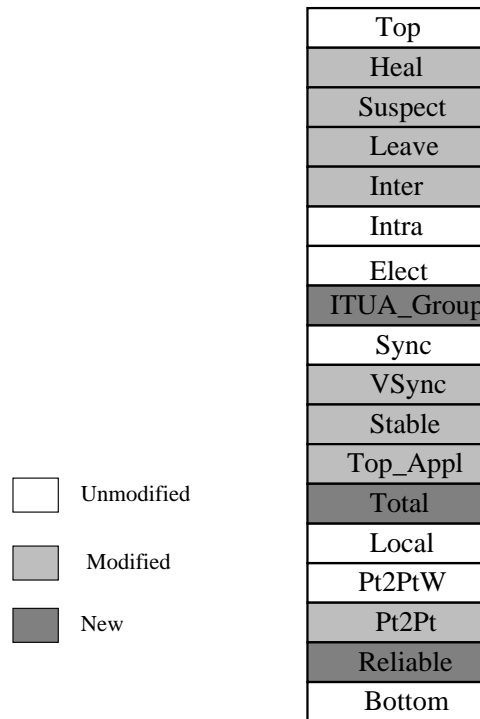 Top
Heal
Suspect
Leave
Inter
Intra
Elect
ITUA_Group
Sync
VSync
Stable
Top_Appl
Total
Local
Pt2PtW
Pt2Pt
Reliable
Bottom
Unmodified
Modified
New